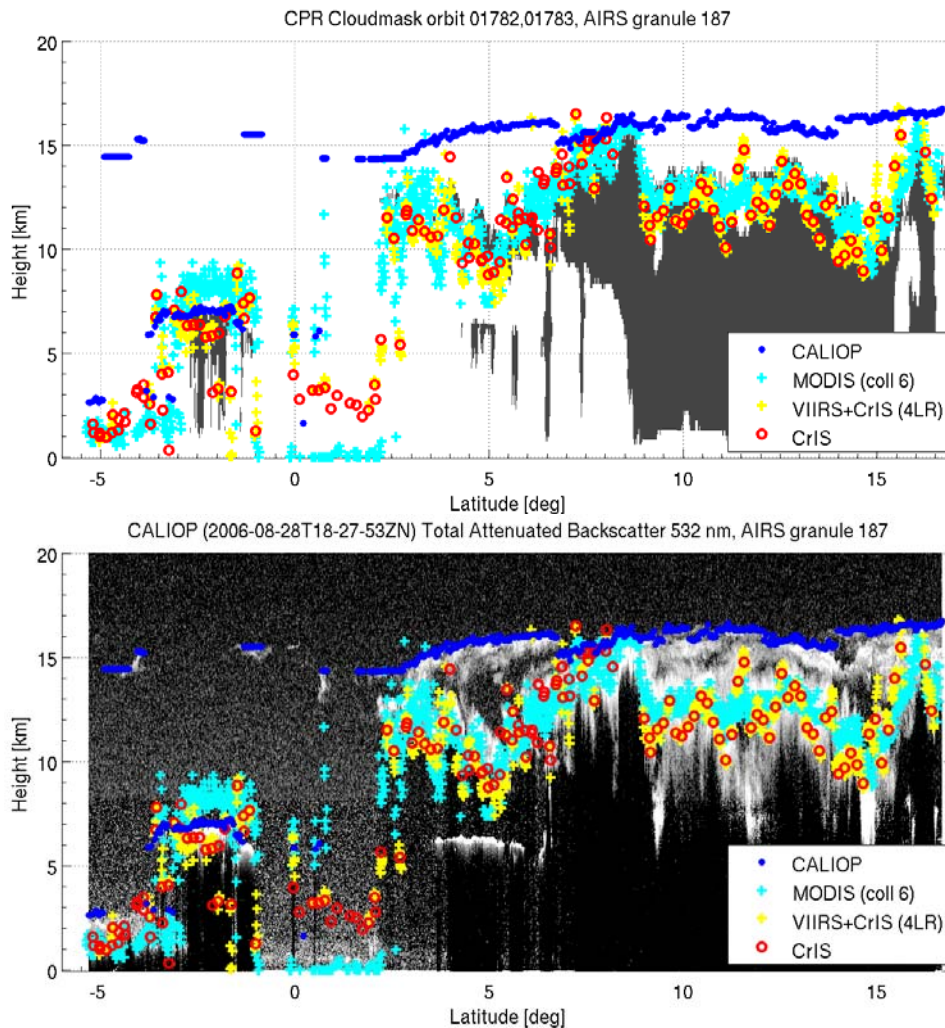 CPR Cloudmask orbit 01782,01783, AIRS granule 187
20
15
10
5
0
Height [km]
-5 0 5 10 15
Latitude [deg]
CALIOP
MODIS (coll 6)
VIIRS+CrIS (4LR)
CrIS
CALIOP (2006-08-28T18-27-53ZN) Total Attenuated Backscatter 532 nm, AIRS granule 187
20
15
10
5
0
Height [km]
-5 0 5 10 15
Latitude [deg]
CALIOP
MODIS (coll 6)
VIIRS+CrIS (4LR)
CrIS